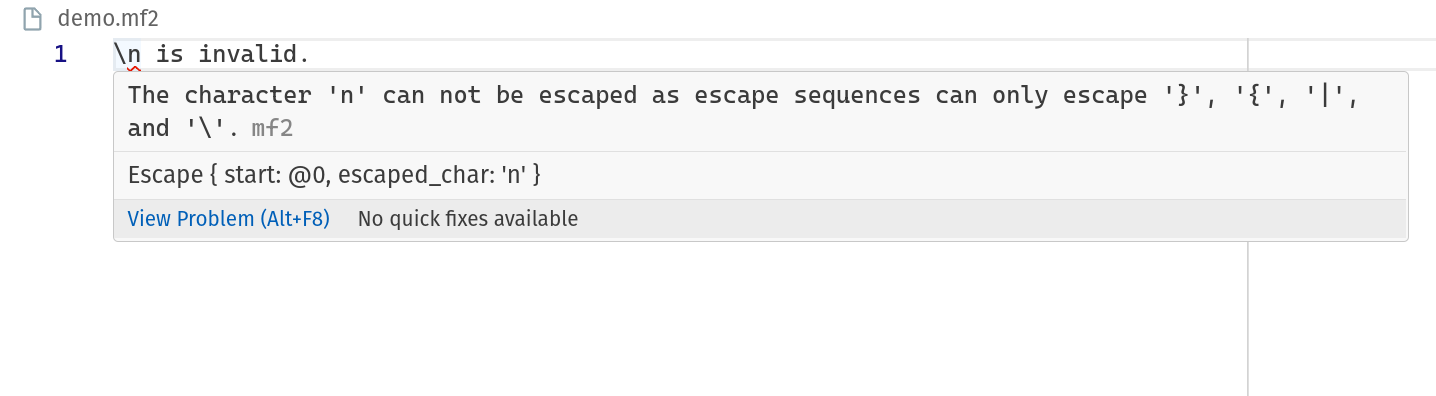 demo.mf2
1 \n is invalid.
The character 'n' can not be escaped as escape sequences can only escape '}', '{', '|',
and '\'. mf2
Escape { start: @0, escaped_char: 'n' }
View Problem (Alt+F8) No quick fixes available